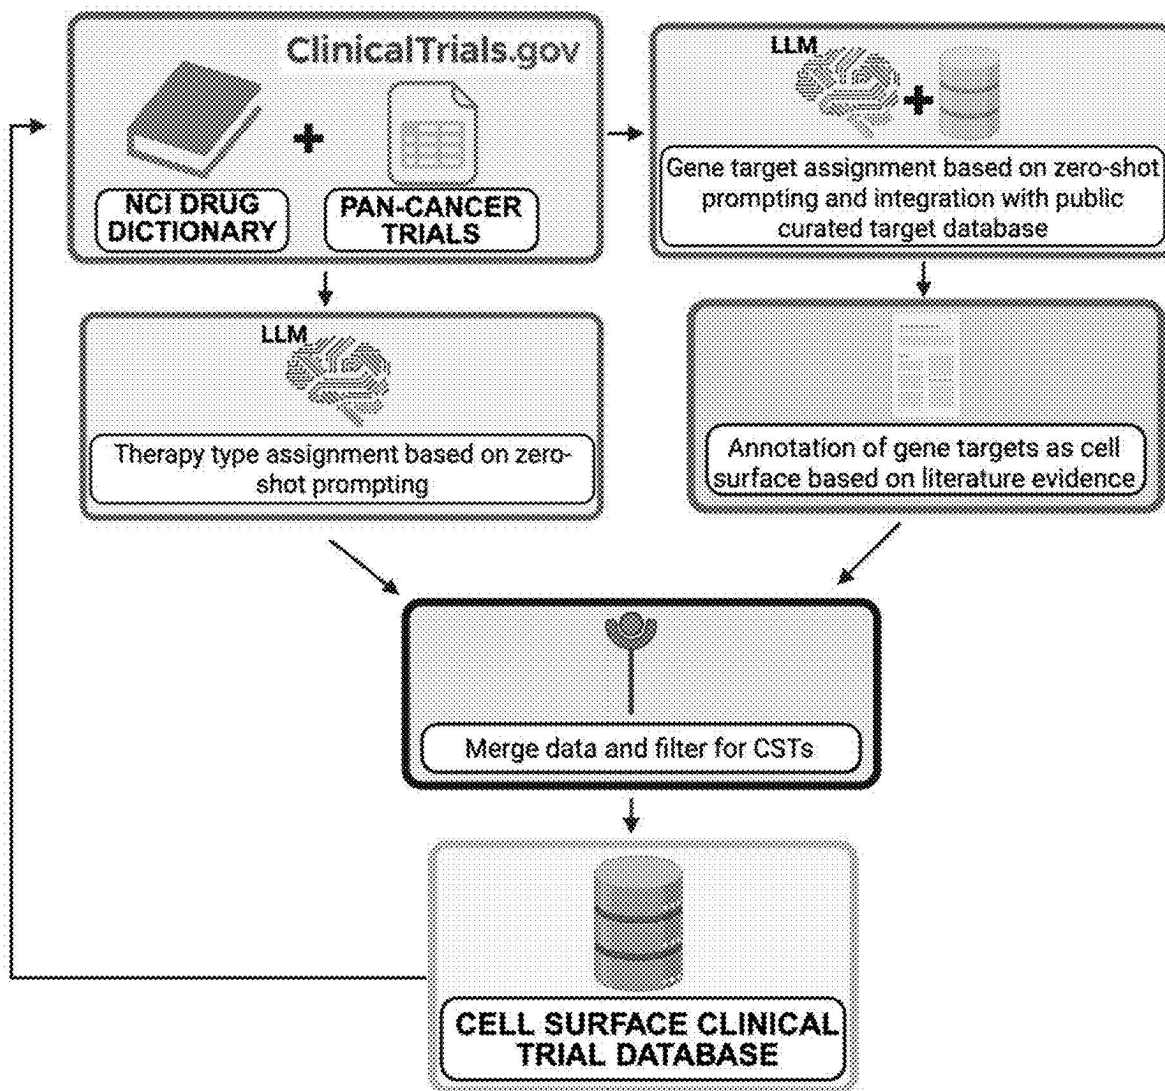 ClinicalTrials.gov
NCI DRUG
DICTIONARY
PAN-CANCER
TRIALS
LLM
Gene target assignment based on zero-shot
prompting and integration with public
curated target database
LLM
Therapy type assignment based on zero-
shot prompting
Annotation of gene targets as cell
surface based on literature evidence
Merge data and filter for CSTs
CELL SURFACE CLINICAL
TRIAL DATABASE